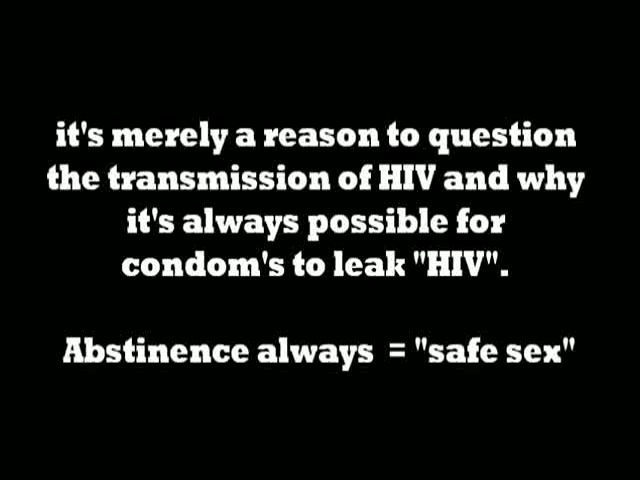 it's merely a reason to question
the transmission of HIV and why
it's always possible for
condom's to leak "HIV".
Abstinence always = "safe sex"